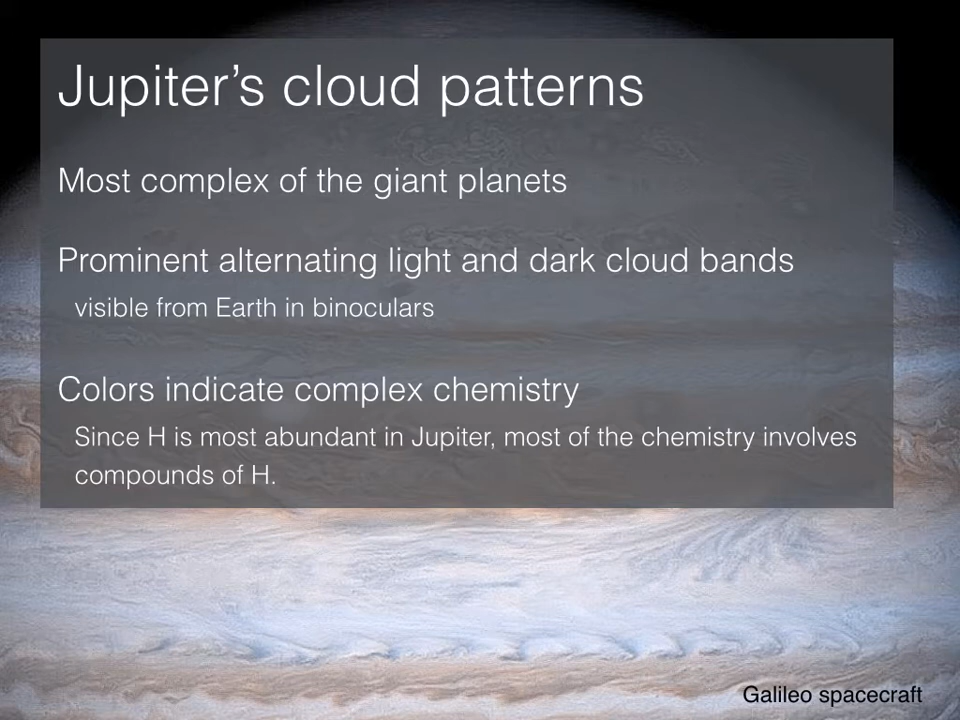 Jupiter’s cloud patterns
Most complex of the giant planets
Prominent alternating light and dark cloud bands
visible from Earth in binoculars
Colors indicate complex chemistry
Since H is most abundant in Jupiter, most of the chemistry involves
compounds of H.
Galileo spacecraft